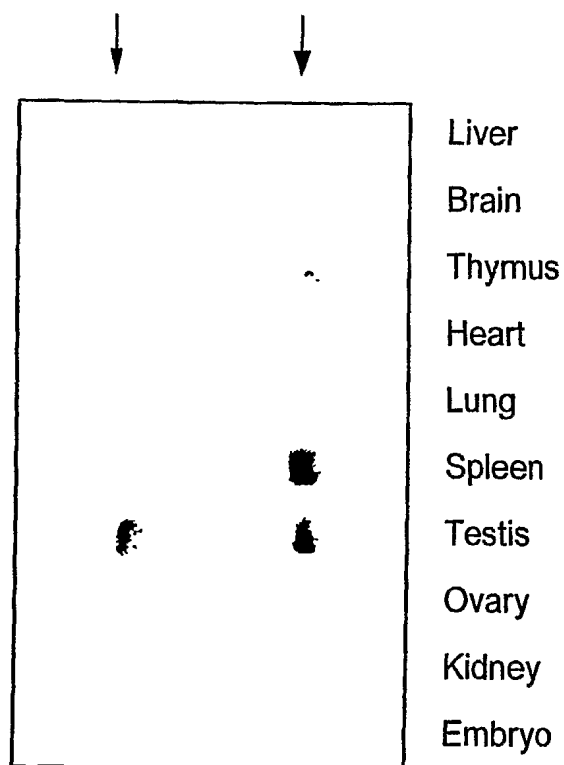 Liver
Brain
Thymus
Heart
Lung
Spleen
Testis
Ovary
Kidney
Embryo